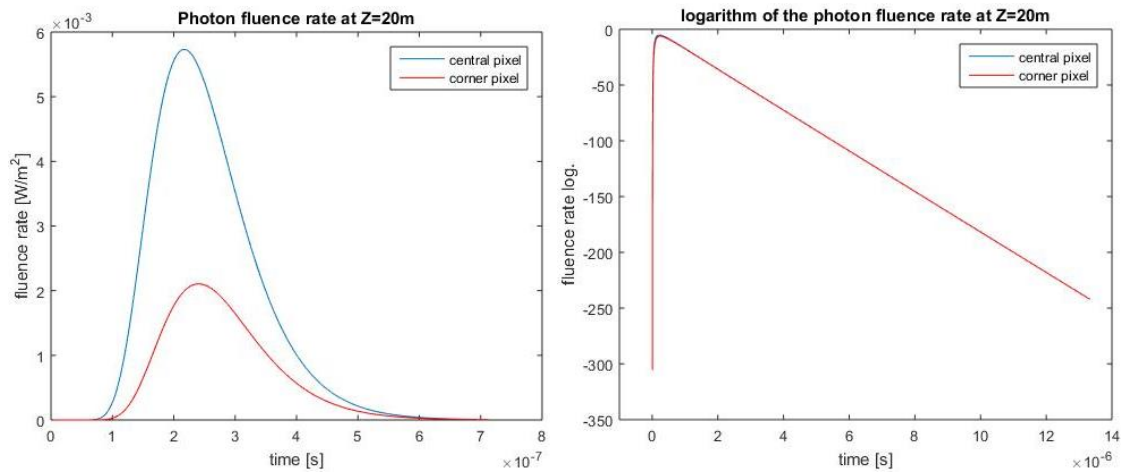 Photon fluence rate at Z=20m
×10⁻³
6
5
4
3
2
1
0
fluence rate [W/m²]
central pixel
corner pixel
0 1 2 3 4 5 6 7 8
time [s]
×10⁻⁷
logarithm of the photon fluence rate at Z=20m
0
-50
-100
-150
-200
-250
-300
-350
fluence rate log.
central pixel
corner pixel
0 2 4 6 8 10 12 14
time [s]
×10⁻⁶